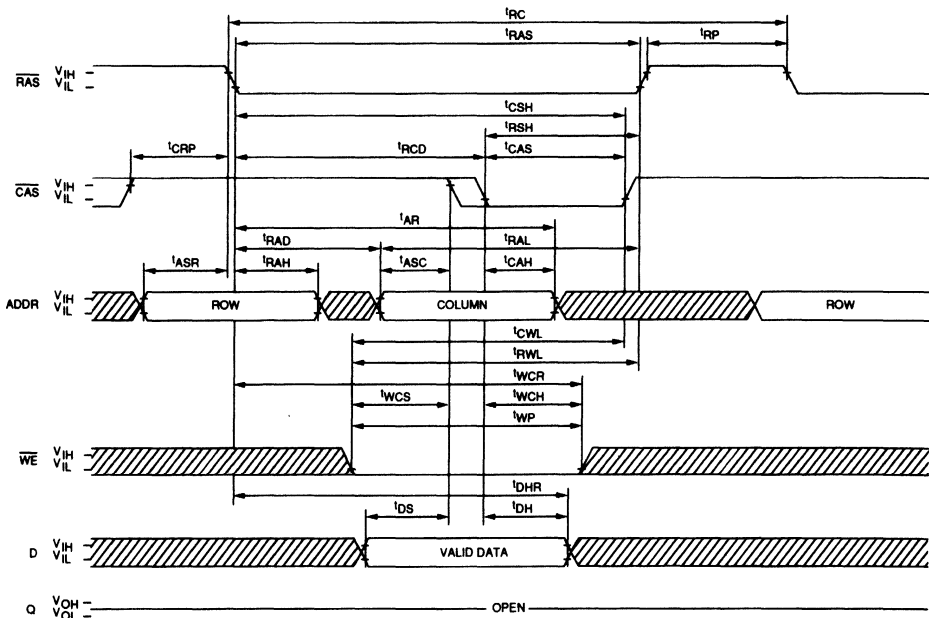 tRC
tRAS tRP
RAS VIH VIL
tCSH
tRSH
tCRP tRCD tCAS
CAS VIH VIL
tAR
tRAD tRAL
tASR tRAH tASC tCAH
ADDR VIH VIL ROW COLUMN ROW
tCWL
tRWL
tWCR
tWCS tWCH
tWP
WE VIH VIL
tDHR
tDS tDH
D VIH VIL VALID DATA
Q VOH VOL OPEN